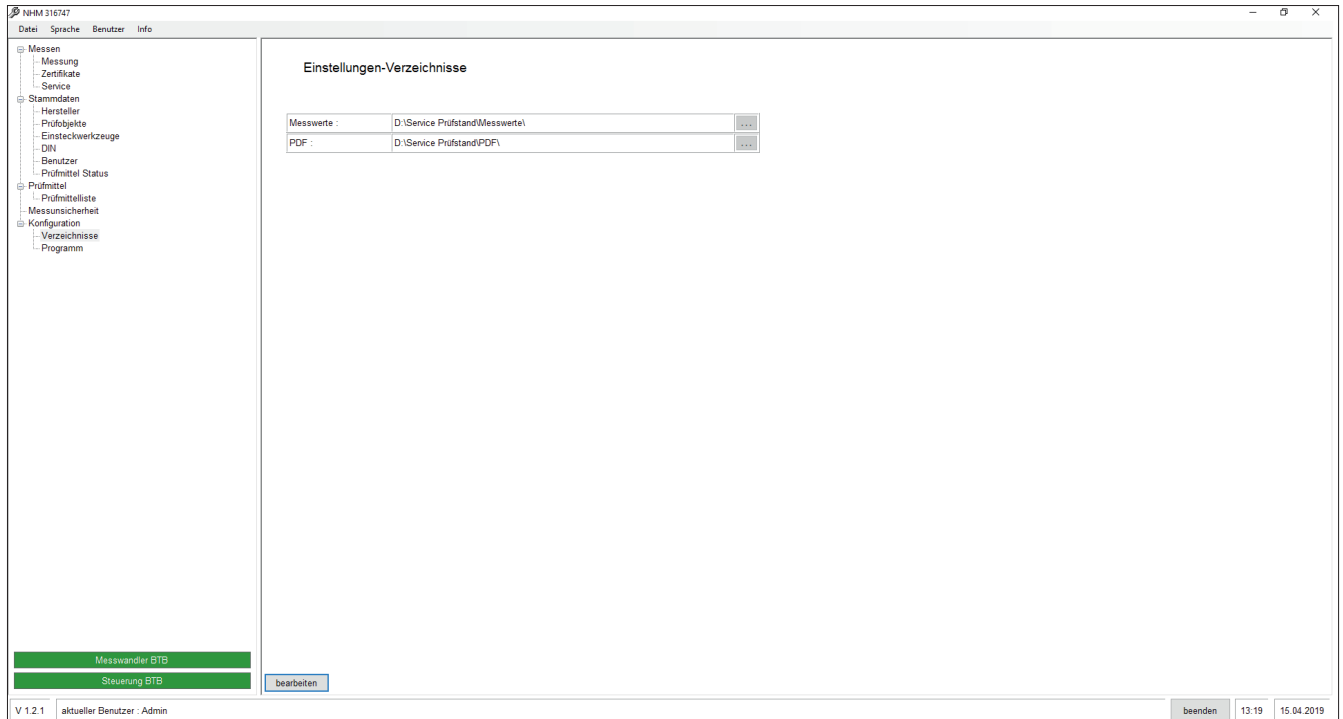 NHM 316747
Datei Sprache Benutzer Info
Messen
Messung
Zertifikate
Service
Stammdaten
Hersteller
Prüfobjekte
Einsteckwerkzeuge
DIN
Benutzer
Prüfmittel Status
Prüfmittel
Prüfmittelliste
Messunsicherheit
Konfiguration
Verzeichnisse
Programm
Messwandler BTB
Steuerung BTB
Einstellungen-Verzeichnisse
Messwerte : D:\Service Prüfstand\Messwerte\ ...
PDF : D:\Service Prüfstand\PDF\ ...
bearbeiten
V 1.2.1 aktueller Benutzer : Admin beenden 13:19 15.04.2019